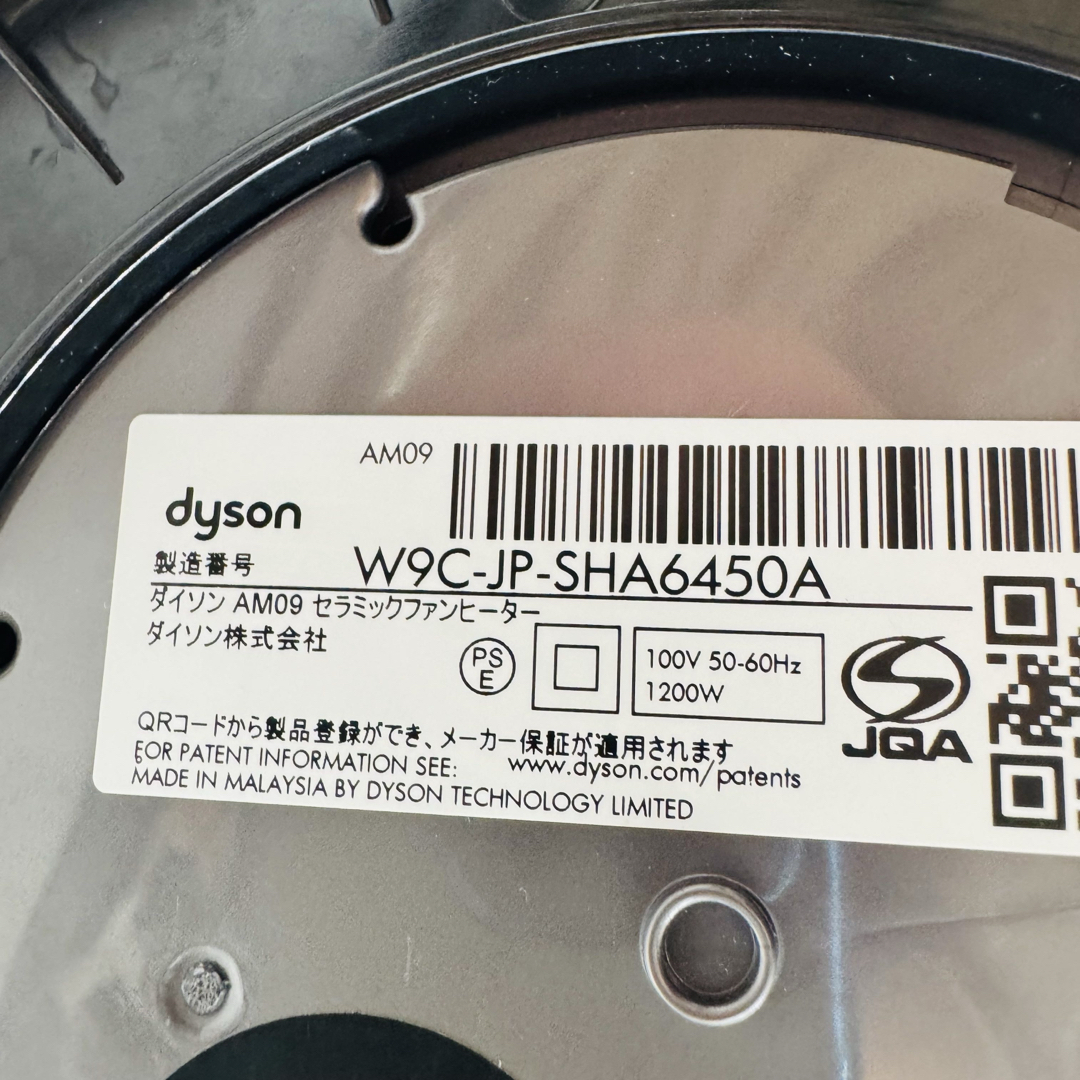 AM09
dyson
製造番号 W9C-JP-SHA6450A
ダイソン AM09 セラミックファンヒーター
ダイソン株式会社
PS
E
100V 50-60Hz
1200W
JQA
QRコードから製品登録ができ、メーカー保証が適用されます
FOR PATENT INFORMATION SEE: www.dyson.com/patents
MADE IN MALAYSIA BY DYSON TECHNOLOGY LIMITED